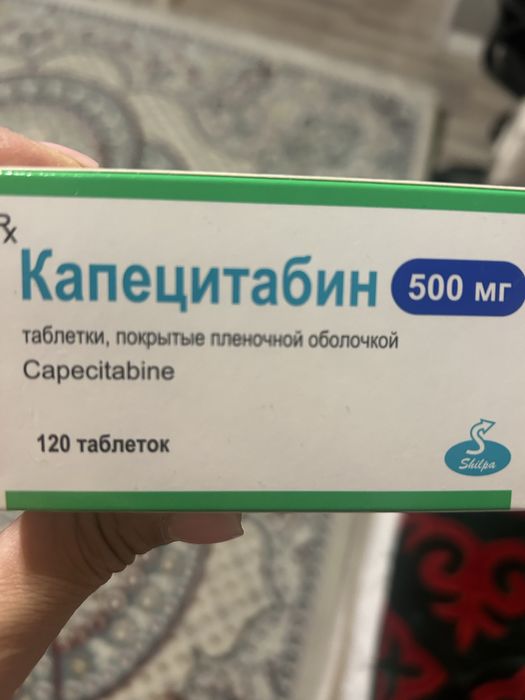 Rx
Капецитабин 500 мг
таблетки, покрытые пленочной оболочкой
Capecitabine
120 таблеток
Shilpa